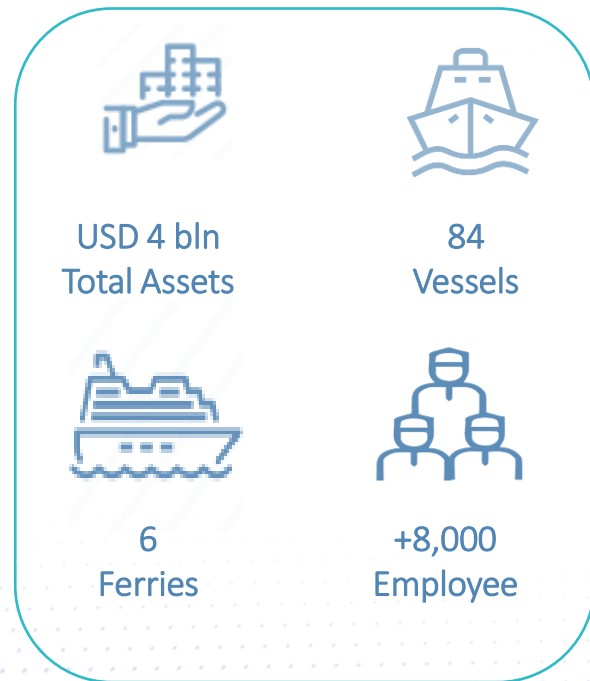 USD 4 bln
Total Assets
84
Vessels
6
Ferries
+8,000
Employee